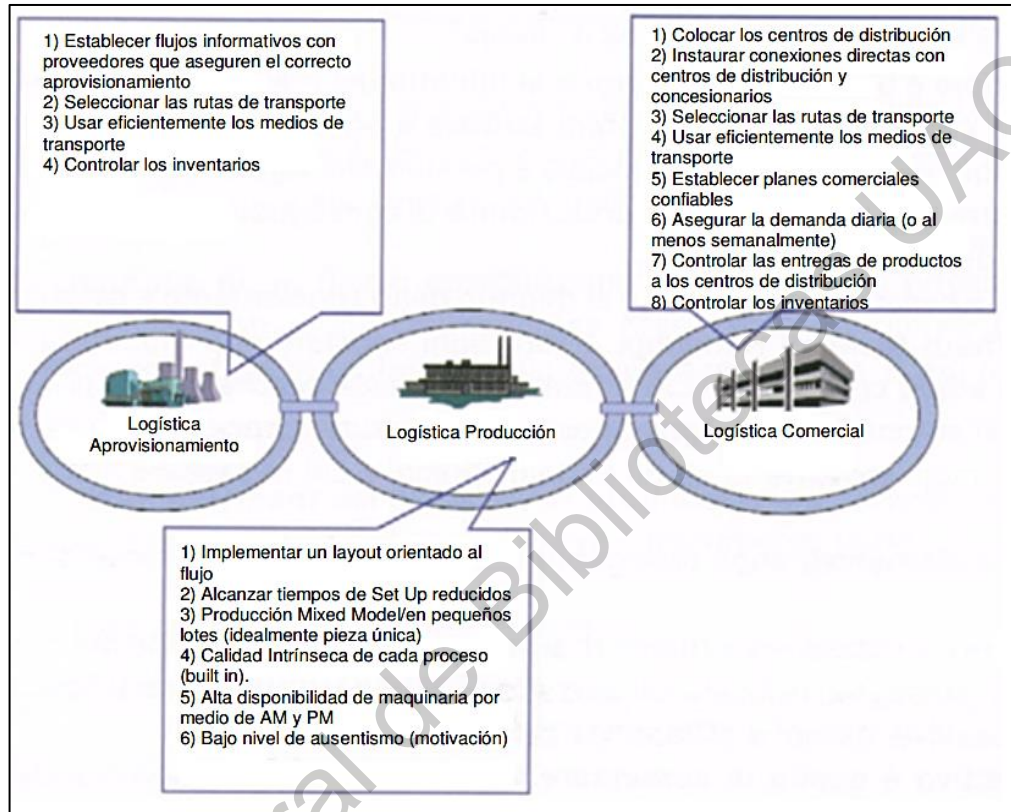 1) Establecer flujos informativos con
proveedores que aseguren el correcto
aprovisionamiento
2) Seleccionar las rutas de transporte
3) Usar eficientemente los medios de
transporte
4) Controlar los inventarios
1) Colocar los centros de distribución
2) Instaurar conexiones directas con
centros de distribución y
concesionarios
3) Seleccionar las rutas de transporte
4) Usar eficientemente los medios de
transporte
5) Establecer planes comerciales
confiables
6) Asegurar la demanda diaria (o al
menos semanalmente)
7) Controlar las entregas de productos
a los centros de distribución
8) Controlar los inventarios
Logística
Aprovisionamiento
Logística Producción
Logística Comercial
1) Implementar un layout orientado al
flujo
2) Alcanzar tiempos de Set Up reducidos
3) Producción Mixed Model/en pequeños
lotes (idealmente pieza única)
4) Calidad Intrínseca de cada proceso
(built in).
5) Alta disponibilidad de maquinaria por
medio de AM y PM
6) Bajo nivel de ausentismo (motivación)
ral de Bibliotecas UAQ